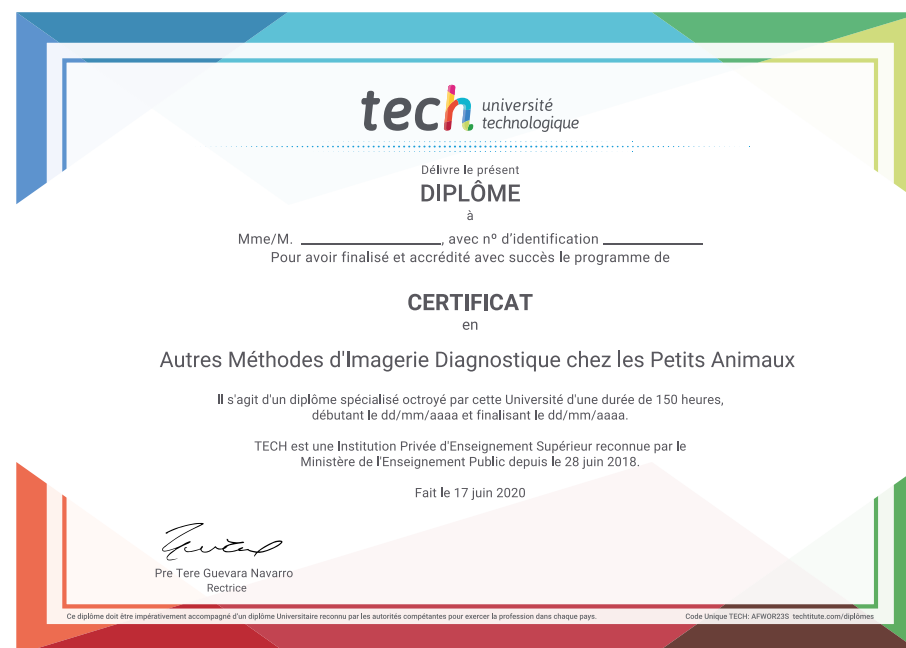 tech université
technologique
Délivre le présent
DIPLÔME
à
Mme/M. ____________________, avec nº d'identification ______________
Pour avoir finalisé et accrédité avec succès le programme de
CERTIFICAT
en
Autres Méthodes d'Imagerie Diagnostique chez les Petits Animaux
Il s'agit d'un diplôme spécialisé octroyé par cette Université d'une durée de 150 heures,
débutant le dd/mm/aaaa et finalisant le dd/mm/aaaa.
TECH est une Institution Privée d'Enseignement Supérieur reconnue par le
Ministère de l'Enseignement Public depuis le 28 juin 2018.
Fait le 17 juin 2020
Pre Tere Guevara Navarro
Rectrice
Ce diplôme doit être impérativement accompagné d'un diplôme Universitaire reconnu par les autorités compétantes pour exercer la profession dans chaque pays. Code Unique TECH: AFWOR23S techtitute.com/diplômes